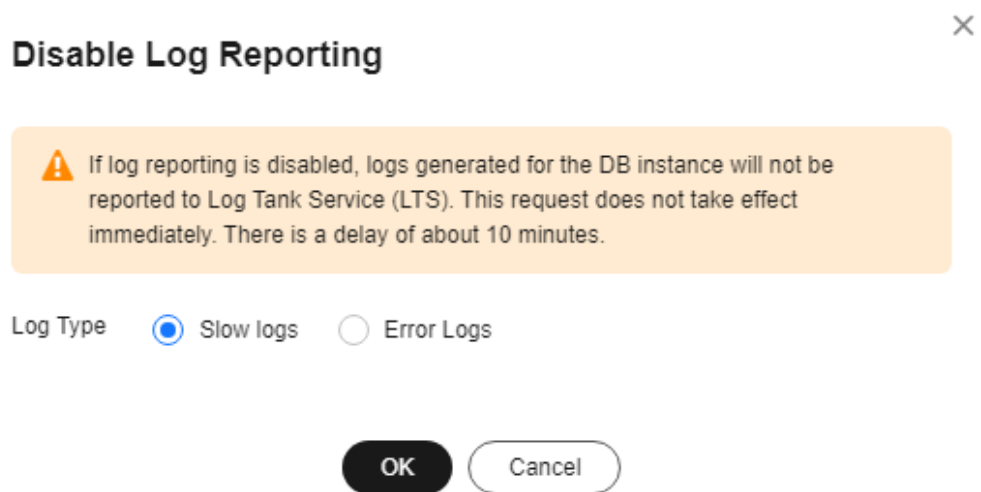 Disable Log Reporting
If log reporting is disabled, logs generated for the DB instance will not be
reported to Log Tank Service (LTS). This request does not take effect
immediately. There is a delay of about 10 minutes.
Log Type Slow logs Error Logs
OK Cancel